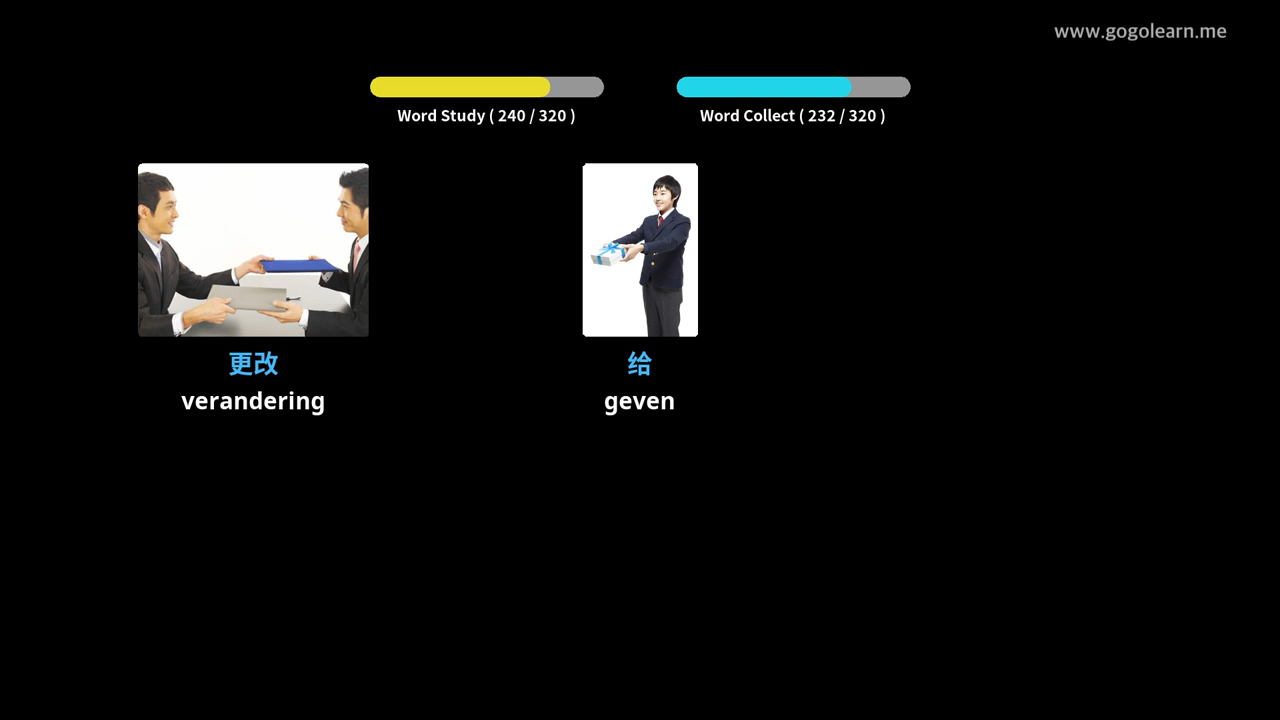 www.gogolearn.me
Word Study ( 240 / 320 )
Word Collect ( 232 / 320 )
更改
verandering
给
geven